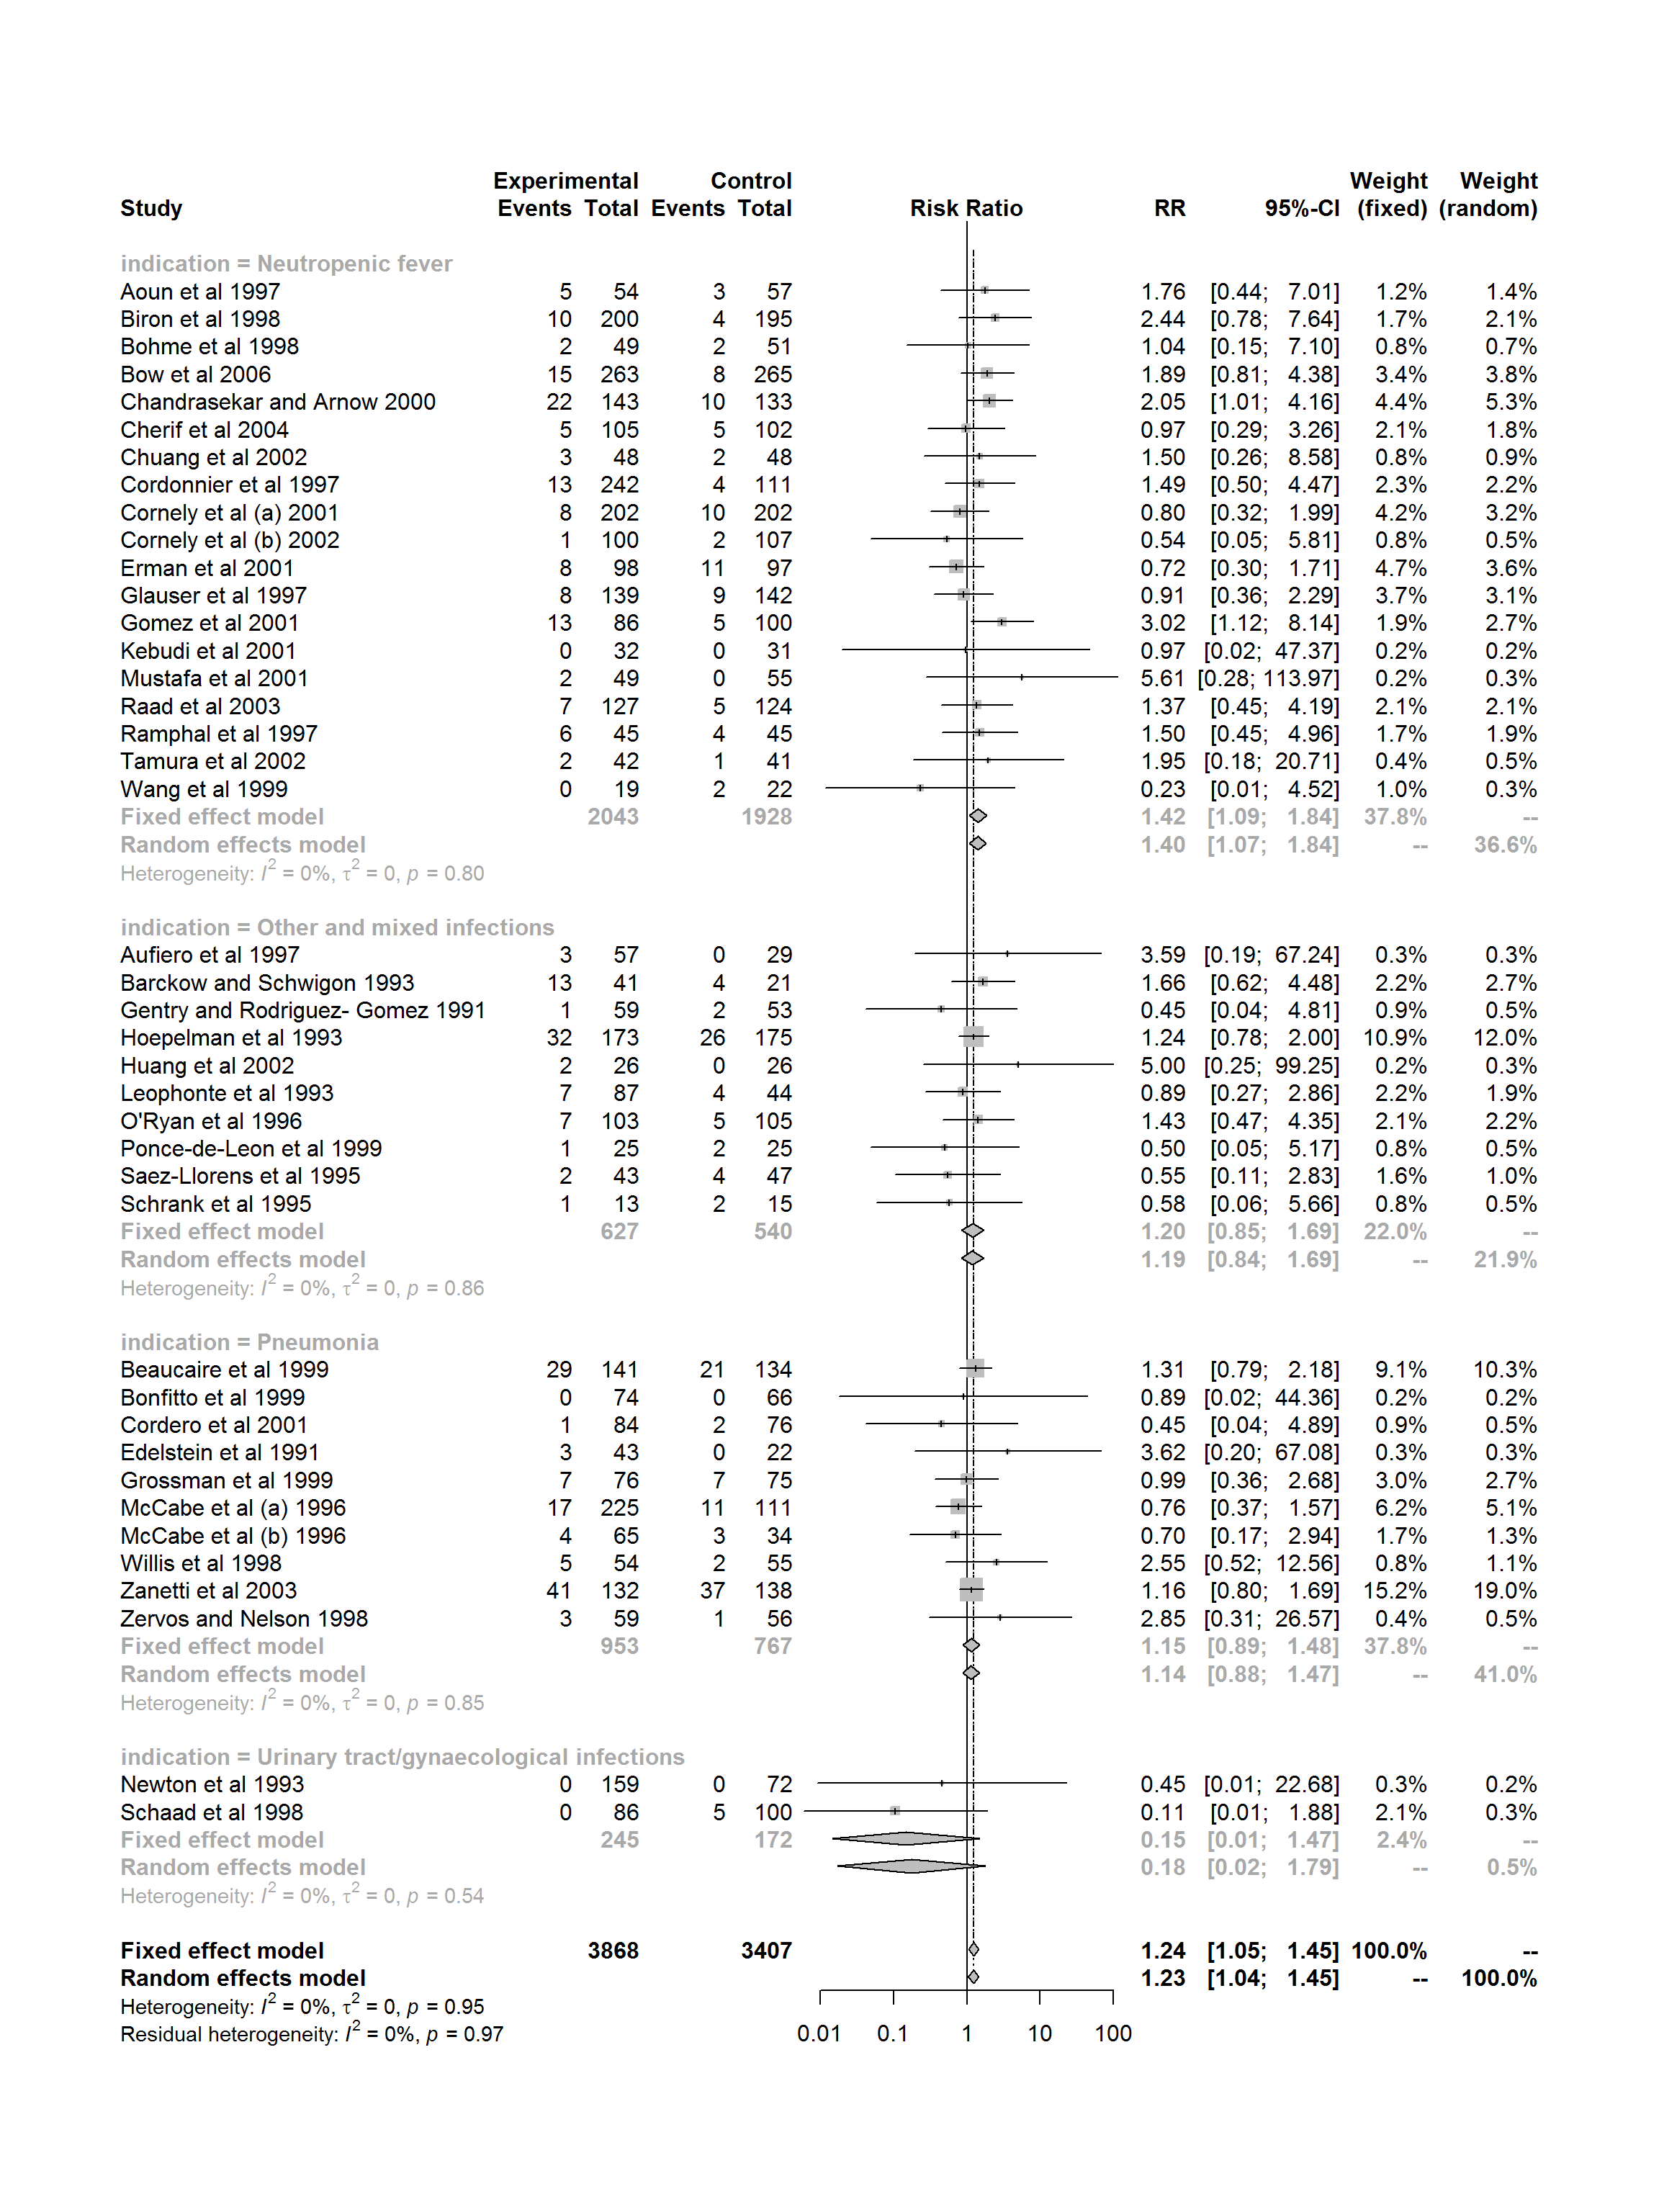 Experimental Control Weight Weight
Study Events Total Events Total Risk Ratio RR 95%-CI (fixed) (random)
indication = Neutropenic fever
Aoun et al 1997 5 54 3 57 1.76 [0.44; 7.01] 1.2% 1.4%
Biron et al 1998 10 200 4 195 2.44 [0.78; 7.64] 1.7% 2.1%
Bohme et al 1998 2 49 2 51 1.04 [0.15; 7.10] 0.8% 0.7%
Bow et al 2006 15 263 8 265 1.89 [0.81; 4.38] 3.4% 3.8%
Chandrasekar and Arnow 2000 22 143 10 133 2.05 [1.01; 4.16] 4.4% 5.3%
Cherif et al 2004 5 105 5 102 0.97 [0.29; 3.26] 2.1% 1.8%
Chuang et al 2002 3 48 2 48 1.50 [0.26; 8.58] 0.8% 0.9%
Cordonnier et al 1997 13 242 4 111 1.49 [0.50; 4.47] 2.3% 2.2%
Cornely et al (a) 2001 8 202 10 202 0.80 [0.32; 1.99] 4.2% 3.2%
Cornely et al (b) 2002 1 100 2 107 0.54 [0.05; 5.81] 0.8% 0.5%
Erman et al 2001 8 98 11 97 0.72 [0.30; 1.71] 4.7% 3.6%
Glauser et al 1997 8 139 9 142 0.91 [0.36; 2.29] 3.7% 3.1%
Gomez et al 2001 13 86 5 100 3.02 [1.12; 8.14] 1.9% 2.7%
Kebudi et al 2001 0 32 0 31 0.97 [0.02; 47.37] 0.2% 0.2%
Mustafa et al 2001 2 49 0 55 5.61 [0.28; 113.97] 0.2% 0.3%
Raad et al 2003 7 127 5 124 1.37 [0.45; 4.19] 2.1% 2.1%
Ramphal et al 1997 6 45 4 45 1.50 [0.45; 4.96] 1.7% 1.9%
Tamura et al 2002 2 42 1 41 1.95 [0.18; 20.71] 0.4% 0.5%
Wang et al 1999 0 19 2 22 0.23 [0.01; 4.52] 1.0% 0.3%
Fixed effect model 2043 1928 1.42 [1.09; 1.84] 37.8% --
Random effects model 1.40 [1.07; 1.84] -- 36.6%
Heterogeneity: I² = 0%, τ² = 0, p = 0.80
indication = Other and mixed infections
Aufiero et al 1997 3 57 0 29 3.59 [0.19; 67.24] 0.3% 0.3%
Barckow and Schwigon 1993 13 41 4 21 1.66 [0.62; 4.48] 2.2% 2.7%
Gentry and Rodriguez- Gomez 1991 1 59 2 53 0.45 [0.04; 4.81] 0.9% 0.5%
Hoepelman et al 1993 32 173 26 175 1.24 [0.78; 2.00] 10.9% 12.0%
Huang et al 2002 2 26 0 26 5.00 [0.25; 99.25] 0.2% 0.3%
Leophonte et al 1993 7 87 4 44 0.89 [0.27; 2.86] 2.2% 1.9%
O'Ryan et al 1996 7 103 5 105 1.43 [0.47; 4.35] 2.1% 2.2%
Ponce-de-Leon et al 1999 1 25 2 25 0.50 [0.05; 5.17] 0.8% 0.5%
Saez-Llorens et al 1995 2 43 4 47 0.55 [0.11; 2.83] 1.6% 1.0%
Schrank et al 1995 1 13 2 15 0.58 [0.06; 5.66] 0.8% 0.5%
Fixed effect model 627 540 1.20 [0.85; 1.69] 22.0% --
Random effects model 1.19 [0.84; 1.69] -- 21.9%
Heterogeneity: I² = 0%, τ² = 0, p = 0.86
indication = Pneumonia
Beaucaire et al 1999 29 141 21 134 1.31 [0.79; 2.18] 9.1% 10.3%
Bonfitto et al 1999 0 74 0 66 0.89 [0.02; 44.36] 0.2% 0.2%
Cordero et al 2001 1 84 2 76 0.45 [0.04; 4.89] 0.9% 0.5%
Edelstein et al 1991 3 43 0 22 3.62 [0.20; 67.08] 0.3% 0.3%
Grossman et al 1999 7 76 7 75 0.99 [0.36; 2.68] 3.0% 2.7%
McCabe et al (a) 1996 17 225 11 111 0.76 [0.37; 1.57] 6.2% 5.1%
McCabe et al (b) 1996 4 65 3 34 0.70 [0.17; 2.94] 1.7% 1.3%
Willis et al 1998 5 54 2 55 2.55 [0.52; 12.56] 0.8% 1.1%
Zanetti et al 2003 41 132 37 138 1.16 [0.80; 1.69] 15.2% 19.0%
Zervos and Nelson 1998 3 59 1 56 2.85 [0.31; 26.57] 0.4% 0.5%
Fixed effect model 953 767 1.15 [0.89; 1.48] 37.8% --
Random effects model 1.14 [0.88; 1.47] -- 41.0%
Heterogeneity: I² = 0%, τ² = 0, p = 0.85
indication = Urinary tract/gynaecological infections
Newton et al 1993 0 159 0 72 0.45 [0.01; 22.68] 0.3% 0.2%
Schaad et al 1998 0 86 5 100 0.11 [0.01; 1.88] 2.1% 0.3%
Fixed effect model 245 172 0.15 [0.01; 1.47] 2.4% --
Random effects model 0.18 [0.02; 1.79] -- 0.5%
Heterogeneity: I² = 0%, τ² = 0, p = 0.54
Fixed effect model 3868 3407 1.24 [1.05; 1.45] 100.0% --
Random effects model 1.23 [1.04; 1.45] -- 100.0%
Heterogeneity: I² = 0%, τ² = 0, p = 0.95
Residual heterogeneity: I² = 0%, p = 0.97
0.01 0.1 1 10 100